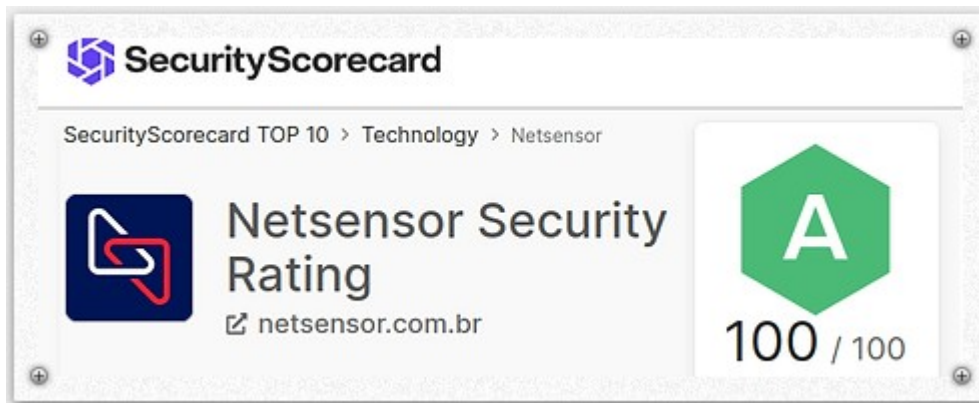 SecurityScorecard
SecurityScorecard TOP 10 > Technology > Netsensor
Netsensor Security
Rating
netsensor.com.br
A
100 / 100